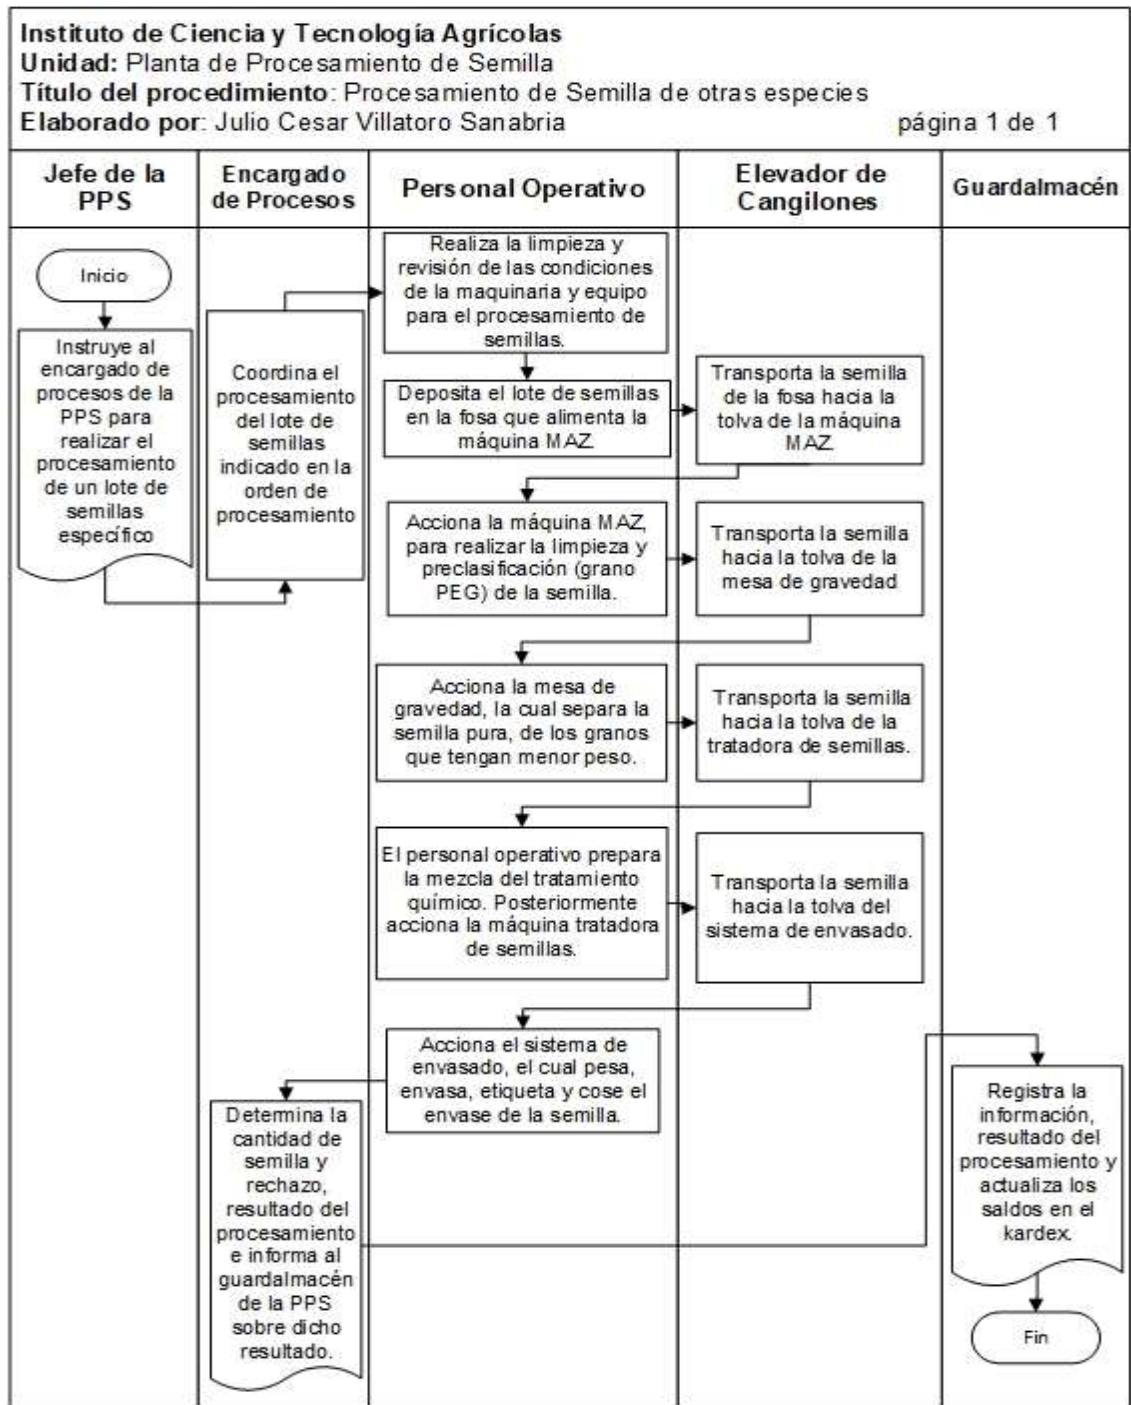 Instituto de Ciencia y Tecnología Agrícolas
Unidad: Planta de Procesamiento de Semilla
Título del procedimiento: Procesamiento de Semilla de otras especies
Elaborado por: Julio Cesar Villatoro Sanabria
página 1 de 1
Jefe de la
PPS
Encargado
de Procesos
Personal Operativo
Elevador de
Cangilones
Guardalmacén
Inicio
Instruye al
encargado de
procesos de la
PPS para
realizar el
procesamiento
de un lote de
semillas
específico
Coordina el
procesamiento
del lote de
semillas
indicado en la
orden de
procesamiento
Realiza la limpieza y
revisión de las condiciones
de la maquinaria y equipo
para el procesamiento de
semillas.
Deposita el lote de semillas
en la fosa que alimenta la
máquina MAZ.
Transporta la semilla
de la fosa hacia la
tolva de la máquina
MAZ.
Acciona la máquina MAZ,
para realizar la limpieza y
preclasificación (grano
PEG) de la semilla.
Transporta la semilla
hacia la tolva de la
mesa de gravedad
Acciona la mesa de
gravedad, la cual separa la
semilla pura, de los granos
que tengan menor peso.
Transporta la semilla
hacia la tolva de la
tratadora de semillas.
El personal operativo prepara
la mezcla del tratamiento
químico. Posteriormente
acciona la máquina tratadora
de semillas.
Transporta la semilla
hacia la tolva del
sistema de envasado.
Acciona el sistema de
envasado, el cual pesa,
envasa, etiqueta y cose el
envase de la semilla.
Determina la
cantidad de
semilla y
rechazo,
resultado del
procesamiento
e informa al
guardalmacén
de la PPS
sobre dicho
resultado.
Registra la
información,
resultado del
procesamiento y
actualiza los
saldos en el
kardex.
Fin